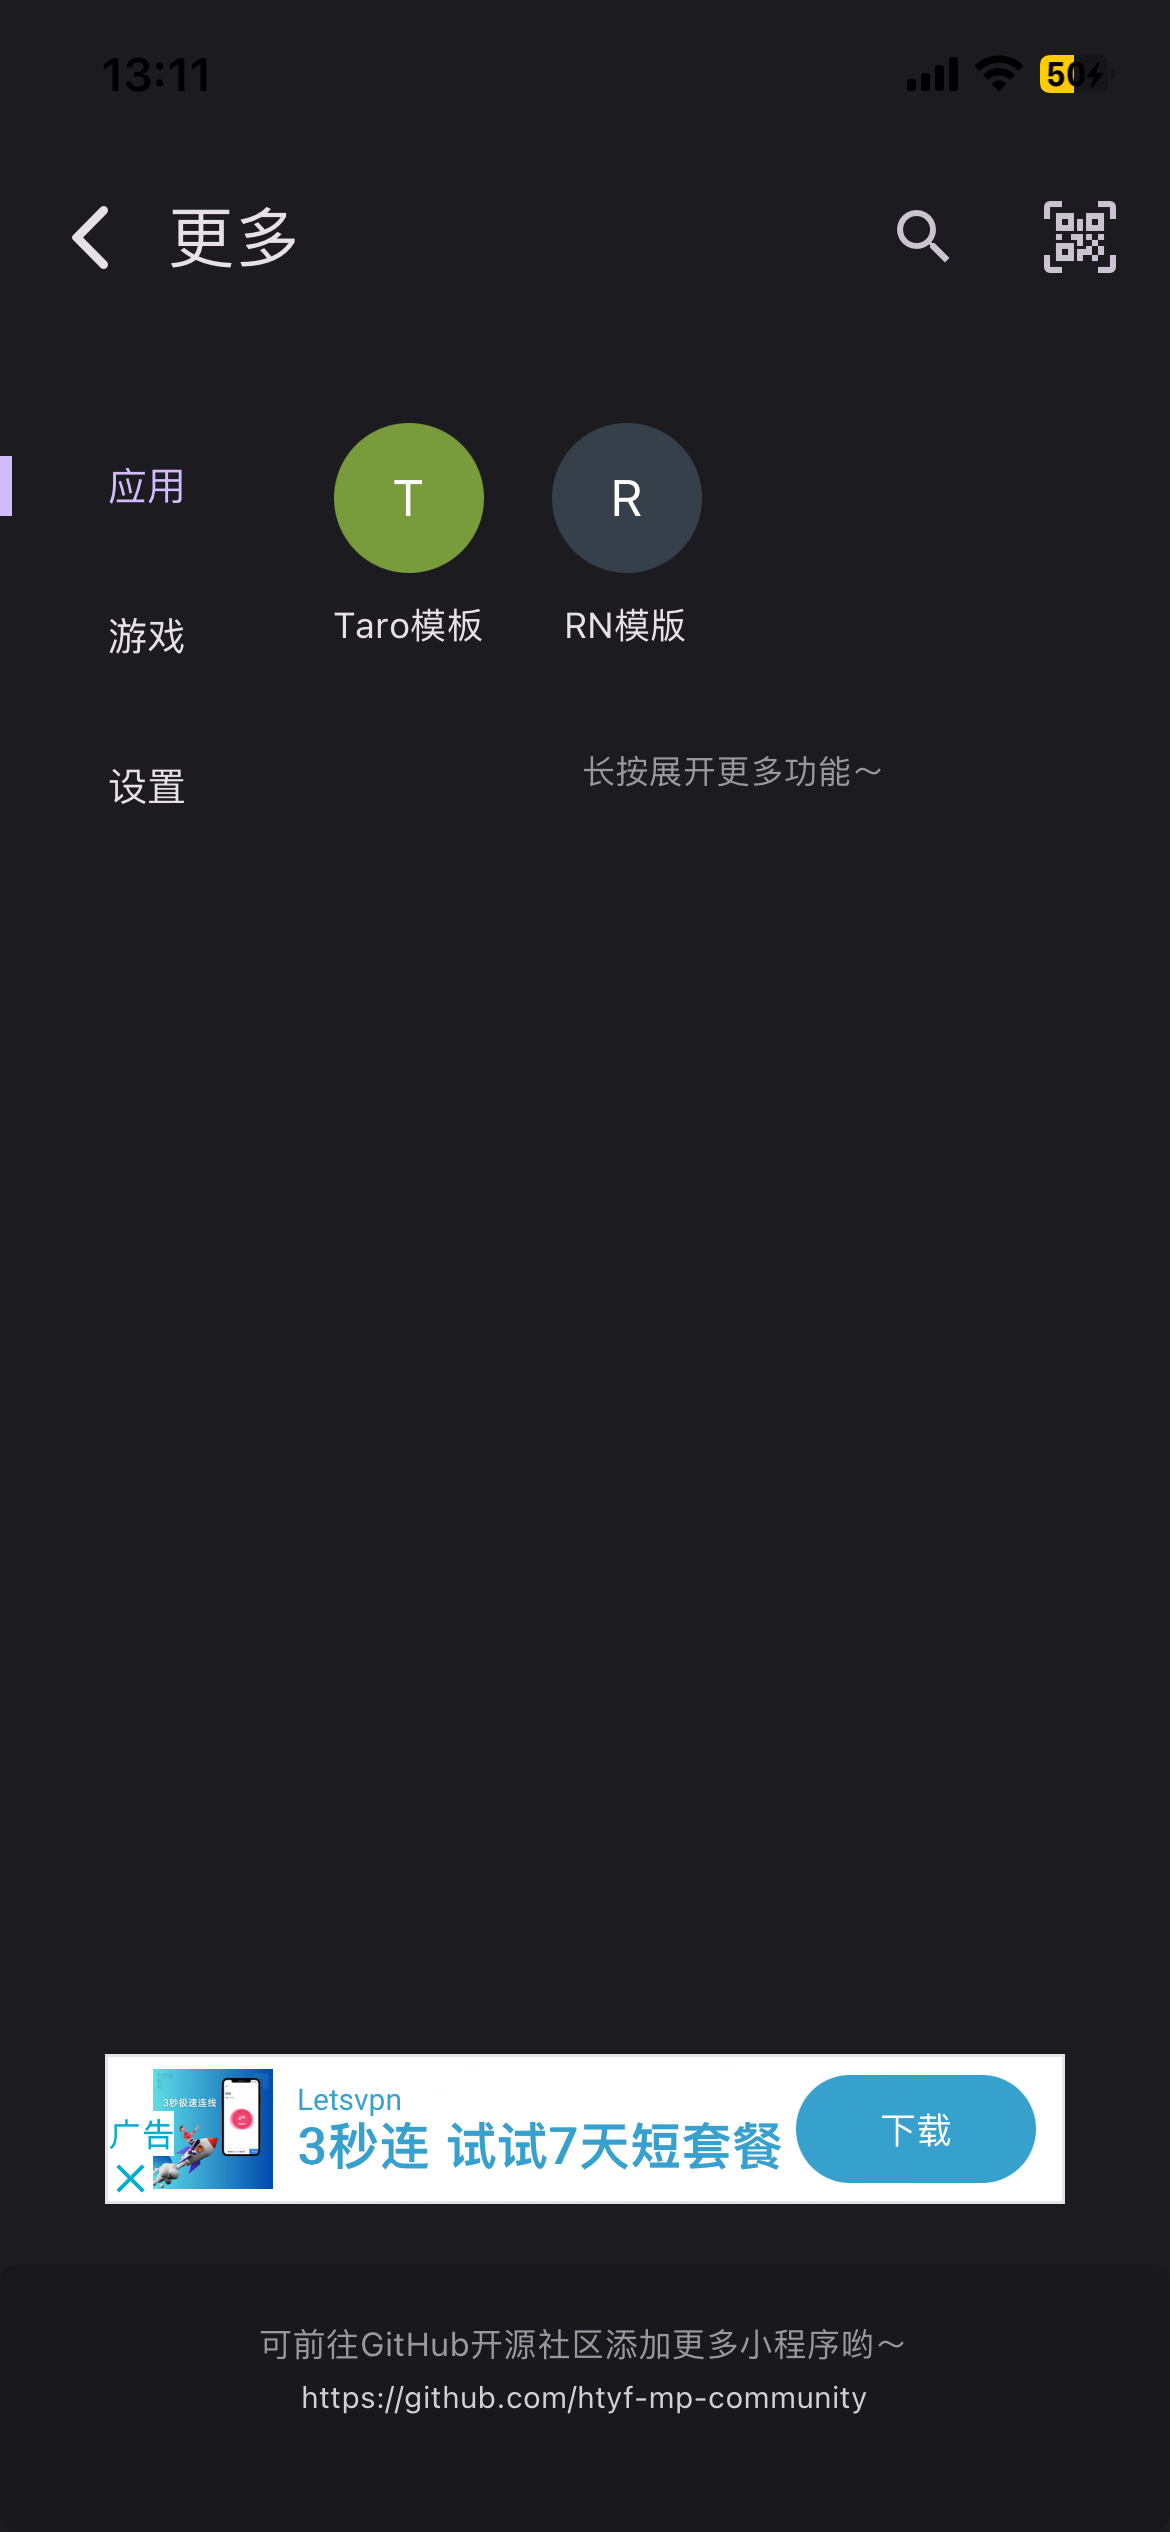 13:11
50
更多
应用
T
R
Taro模板
RN模版
游戏
设置
长按展开更多功能～
3秒极速连线
广告
Letsvpn
3秒连 试试7天短套餐
下载
可前往GitHub开源社区添加更多小程序哟～
https://github.com/htyf-mp-community